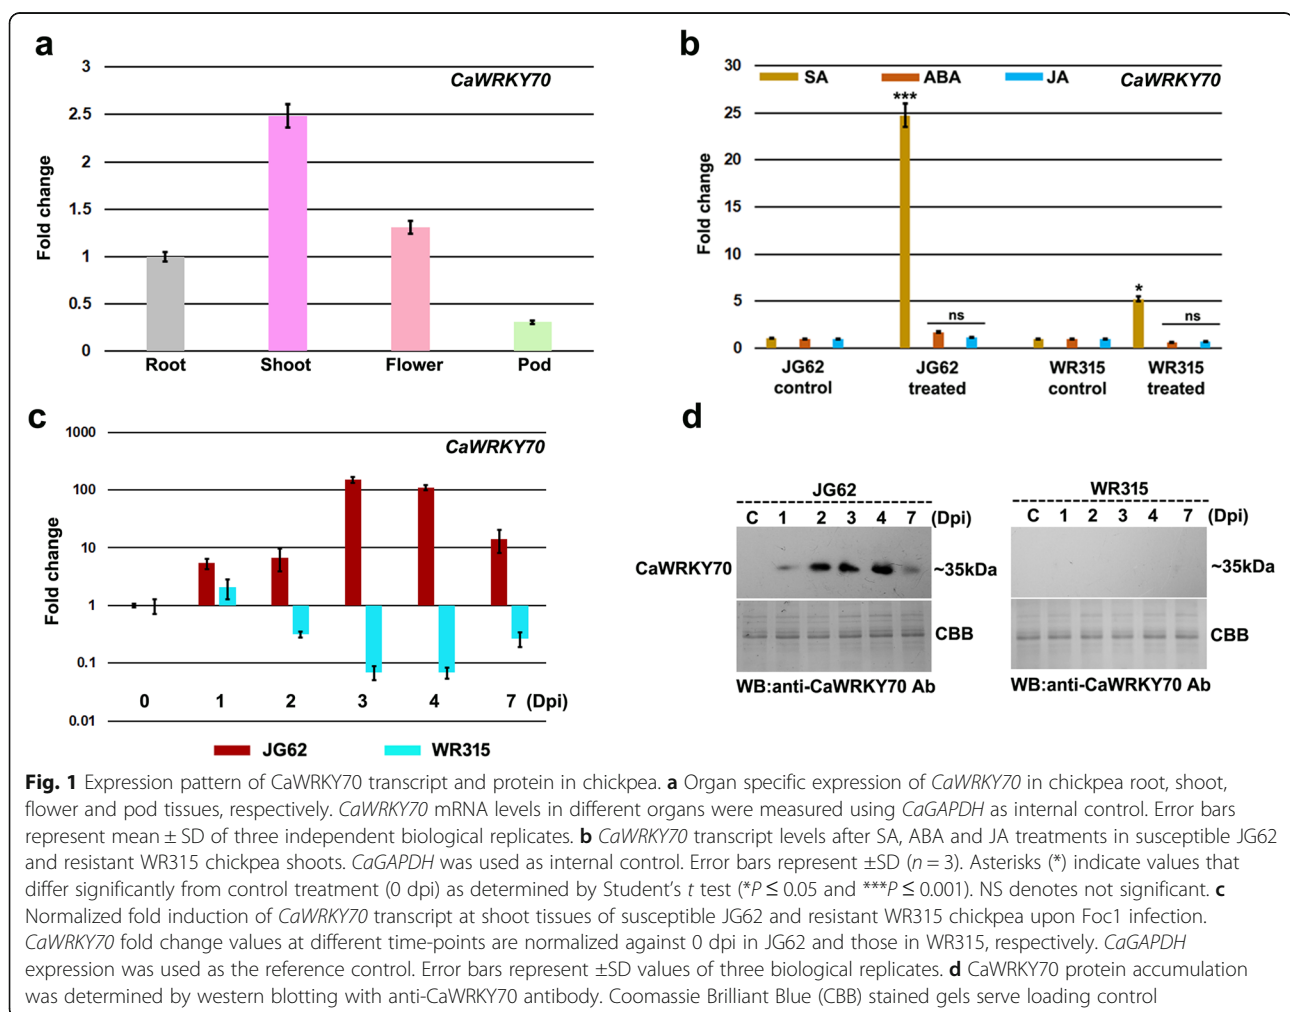 a
CaWRKY70
Fold change
3
2.5
2
1.5
1
0.5
0
Root Shoot Flower Pod
b
SA ABA JA
CaWRKY70
Fold change
30
25
20
15
10
5
0
***
ns
*
ns
JG62 control
JG62 treated
WR315 control
WR315 treated
c
CaWRKY70
Fold change
1000
100
10
1
0.1
0.01
0 1 2 3 4 7 (Dpi)
JG62 WR315
d
JG62
C 1 2 3 4 7 (Dpi)
CaWRKY70
~35kDa
CBB
WB:anti-CaWRKY70 Ab
WR315
C 1 2 3 4 7 (Dpi)
~35kDa
CBB
WB:anti-CaWRKY70 Ab
Fig. 1 Expression pattern of CaWRKY70 transcript and protein in chickpea. a Organ specific expression of CaWRKY70 in chickpea root, shoot,
flower and pod tissues, respectively. CaWRKY70 mRNA levels in different organs were measured using CaGAPDH as internal control. Error bars
represent mean ± SD of three independent biological replicates. b CaWRKY70 transcript levels after SA, ABA and JA treatments in susceptible JG62
and resistant WR315 chickpea shoots. CaGAPDH was used as internal control. Error bars represent ±SD (n = 3). Asterisks (*) indicate values that
differ significantly from control treatment (0 dpi) as determined by Student's t test (*P ≤ 0.05 and ***P ≤ 0.001). NS denotes not significant. c
Normalized fold induction of CaWRKY70 transcript at shoot tissues of susceptible JG62 and resistant WR315 chickpea upon Foc1 infection.
CaWRKY70 fold change values at different time-points are normalized against 0 dpi in JG62 and those in WR315, respectively. CaGAPDH
expression was used as the reference control. Error bars represent ±SD values of three biological replicates. d CaWRKY70 protein accumulation
was determined by western blotting with anti-CaWRKY70 antibody. Coomassie Brilliant Blue (CBB) stained gels serve loading control